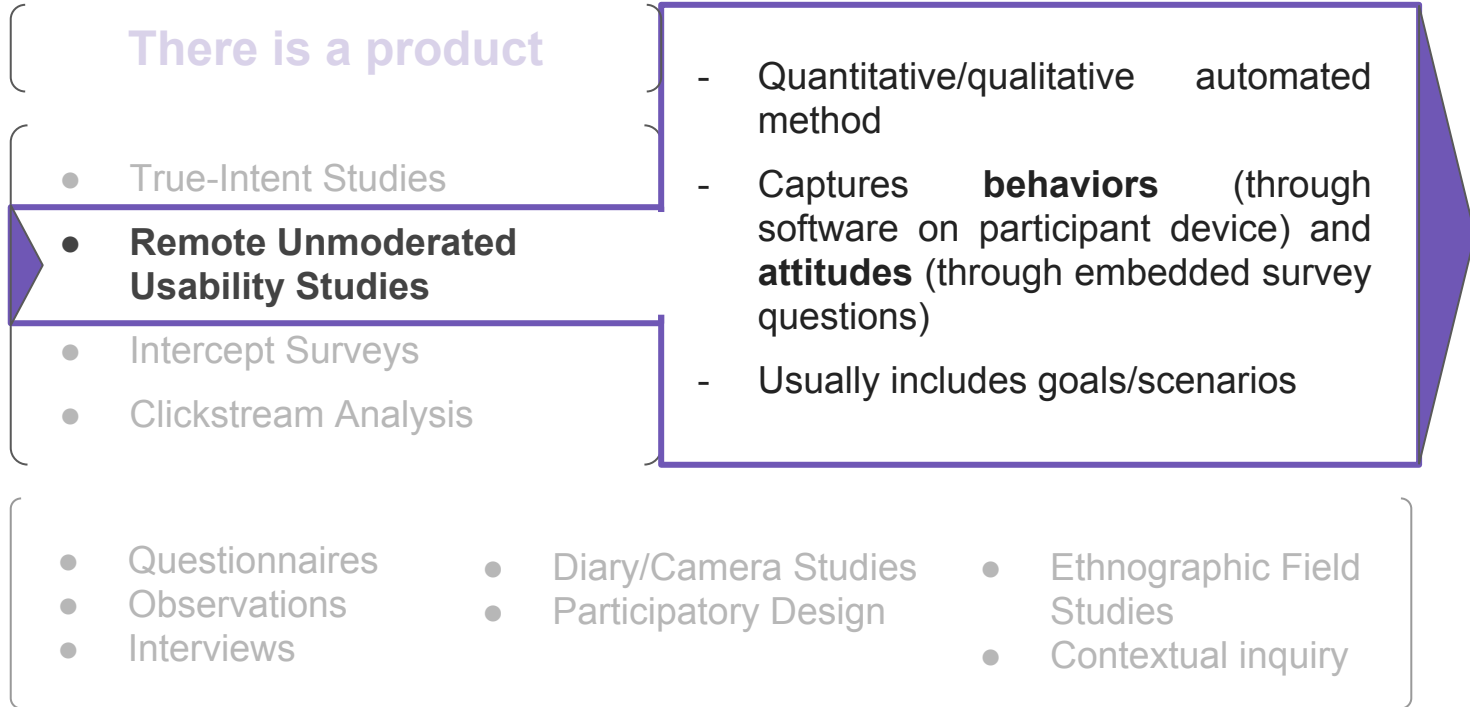 There is a product
● True-Intent Studies
● Remote Unmoderated
Usability Studies
● Intercept Surveys
● Clickstream Analysis
- Quantitative/qualitative automated
method
- Captures behaviors (through
software on participant device) and
attitudes (through embedded survey
questions)
- Usually includes goals/scenarios
● Questionnaires
● Observations
● Interviews
● Diary/Camera Studies
● Participatory Design
● Ethnographic Field
Studies
● Contextual inquiry